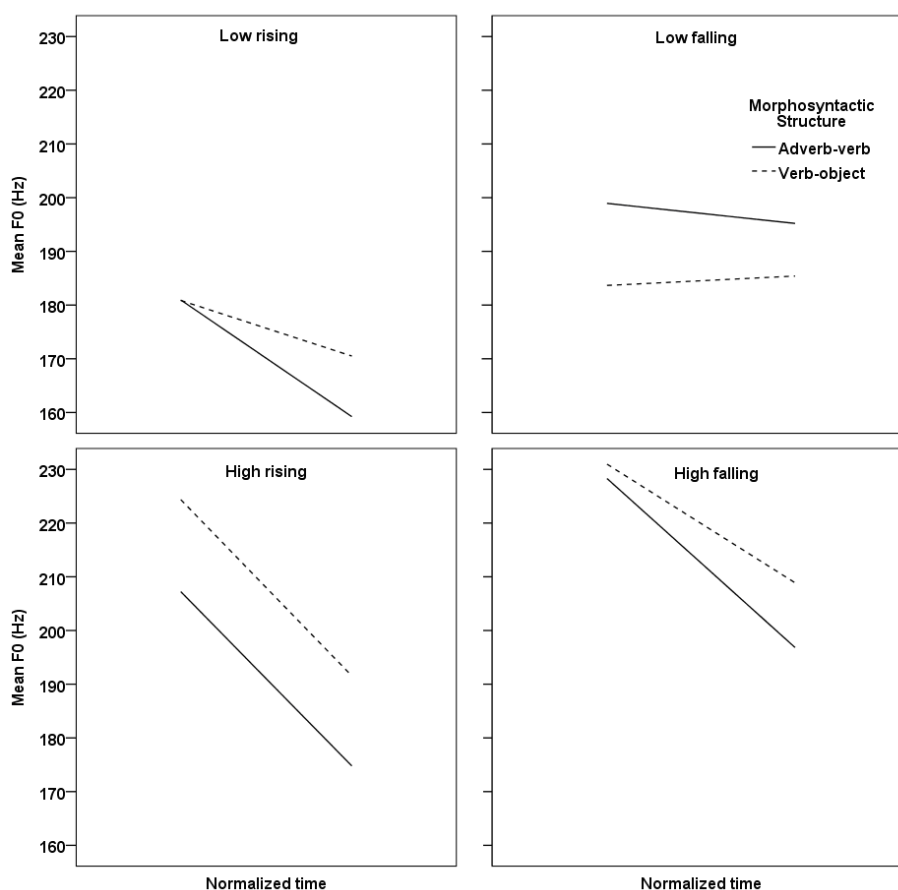 Low rising
230
220
210
200
190
180
170
160
Mean F0 (Hz)
Low falling
Morphosyntactic
Structure
Adverb-verb
Verb-object
High rising
230
220
210
200
190
180
170
160
Mean F0 (Hz)
Normalized time
High falling
Normalized time